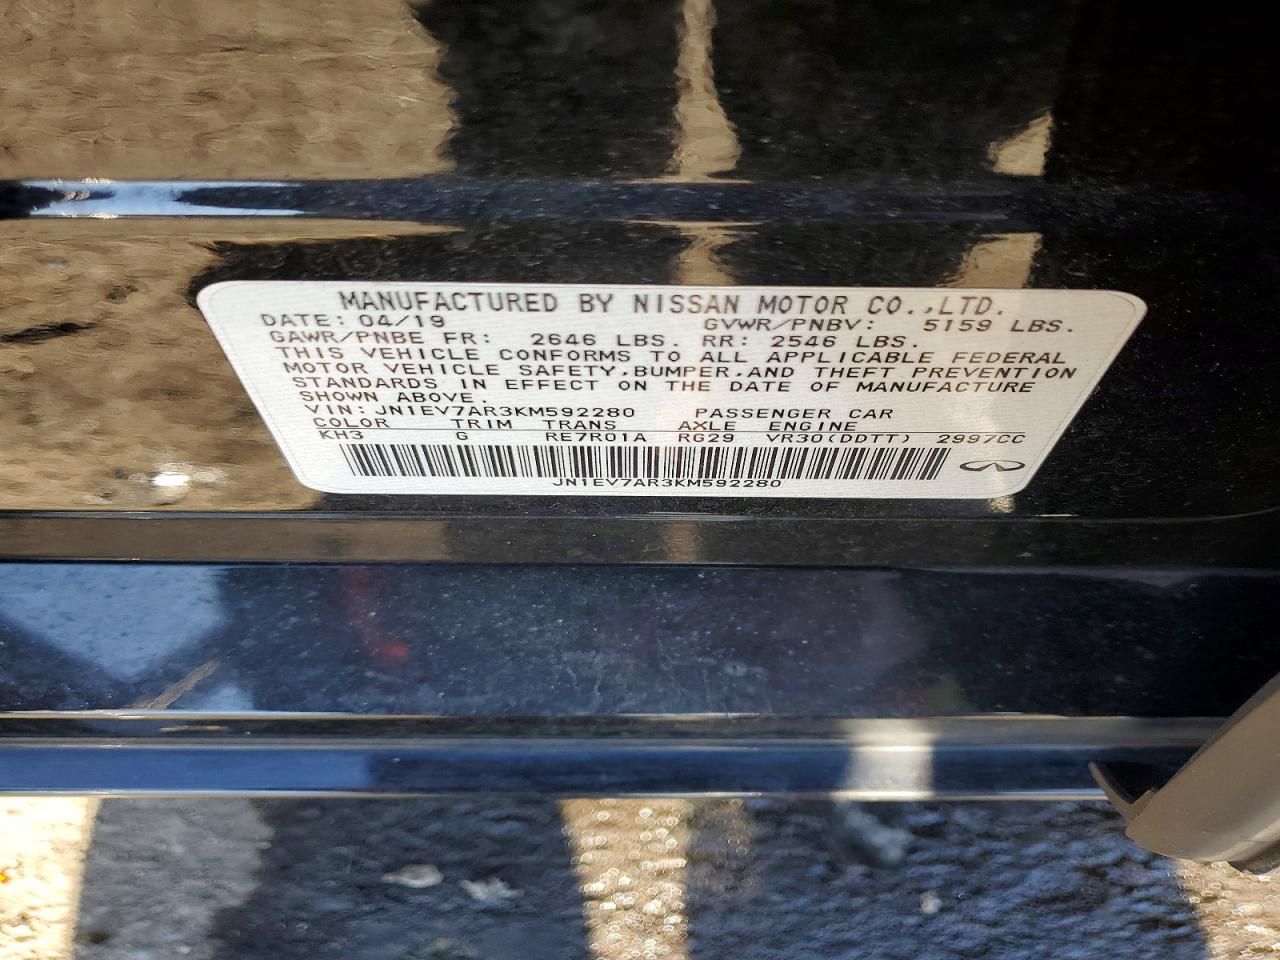 MANUFACTURED BY NISSAN MOTOR CO.,LTD.
DATE: 04/19 GVWR/PNBV: 5159 LBS.
GAWR/PNBE FR: 2646 LBS. RR: 2546 LBS.
THIS VEHICLE CONFORMS TO ALL APPLICABLE FEDERAL
MOTOR VEHICLE SAFETY,BUMPER,AND THEFT PREVENTION
STANDARDS IN EFFECT ON THE DATE OF MANUFACTURE
SHOWN ABOVE.
VIN:JN1EV7AR3KM592280 PASSENGER CAR
COLOR TRIM TRANS AXLE ENGINE
KH3 G RE7R01A RG29 VR30(DDTT) 2997CC
JN1EV7AR3KM592280